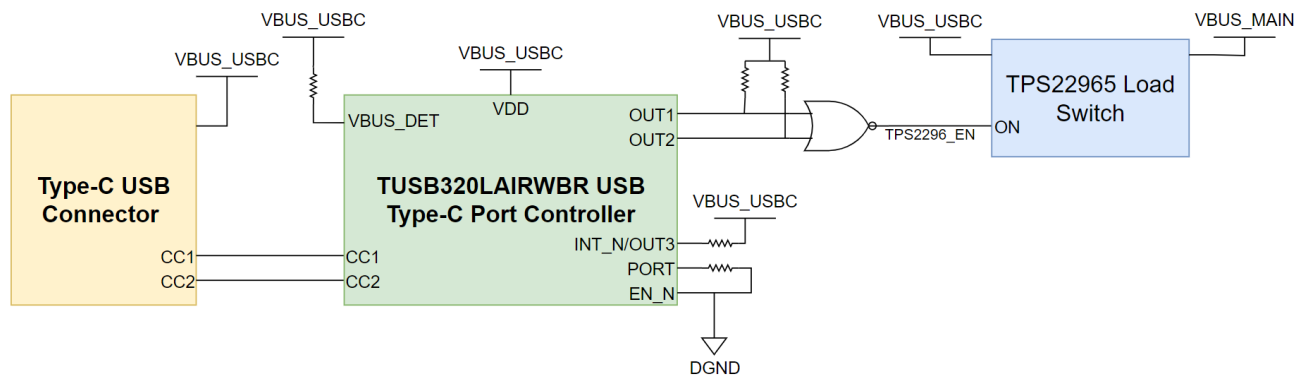 VBUS_USBC
VBUS_USBC
VBUS_USBC
VBUS_USBC
VBUS_USBC
VBUS_MAIN
VDD
VBUS_DET
OUT1
OUT2
TPS22965 Load
Switch
ON
TPS2296_EN
Type-C USB
Connector
TUSB320LAIRWBR USB
Type-C Port Controller
VBUS_USBC
INT_N/OUT3
PORT
EN_N
CC1
CC2
CC1
CC2
DGND